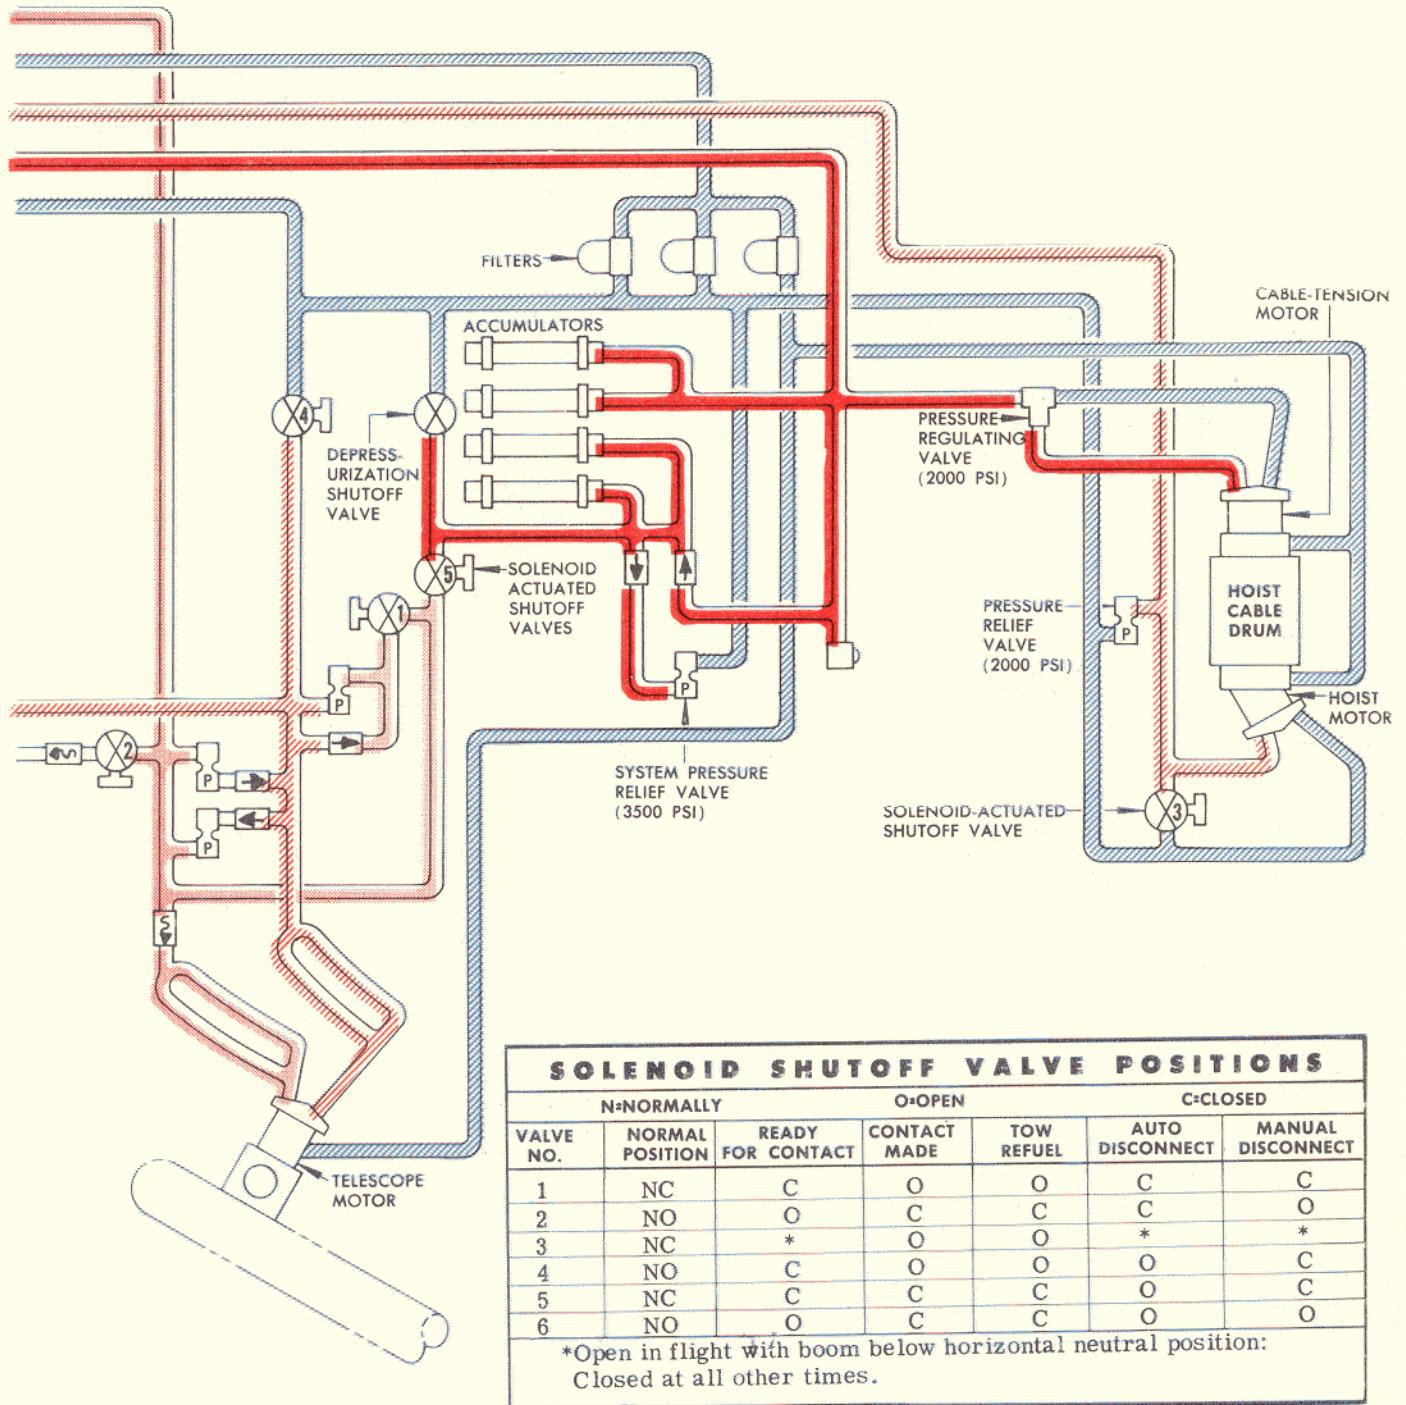 FILTERS
ACCUMULATORS
CABLE-TENSION
MOTOR
4
DEPRESS-
URIZATION
SHUTOFF
VALVE
PRESSURE
REGULATING
VALVE
(2000 PSI)
5
SOLENOID
ACTUATED
SHUTOFF
VALVES
1
HOIST
CABLE
DRUM
PRESSURE
RELIEF
VALVE
(2000 PSI)
P
P
P
HOIST
MOTOR
2
P
SYSTEM PRESSURE
RELIEF VALVE
(3500 PSI)
SOLENOID-ACTUATED
SHUTOFF VALVE
3
P
TELESCOPE
MOTOR
SOLENOID SHUTOFF VALVE POSITIONS
N=NORMALLY O=OPEN C=CLOSED
VALVE NO. NORMAL POSITION READY FOR CONTACT CONTACT MADE TOW REFUEL AUTO DISCONNECT MANUAL DISCONNECT
1 NC C O O C C
2 NO O C C C O
3 NC * O O * *
4 NO C O O O C
5 NC C C C O C
6 NO O C C O O
*Open in flight with boom below horizontal neutral position:
Closed at all other times.